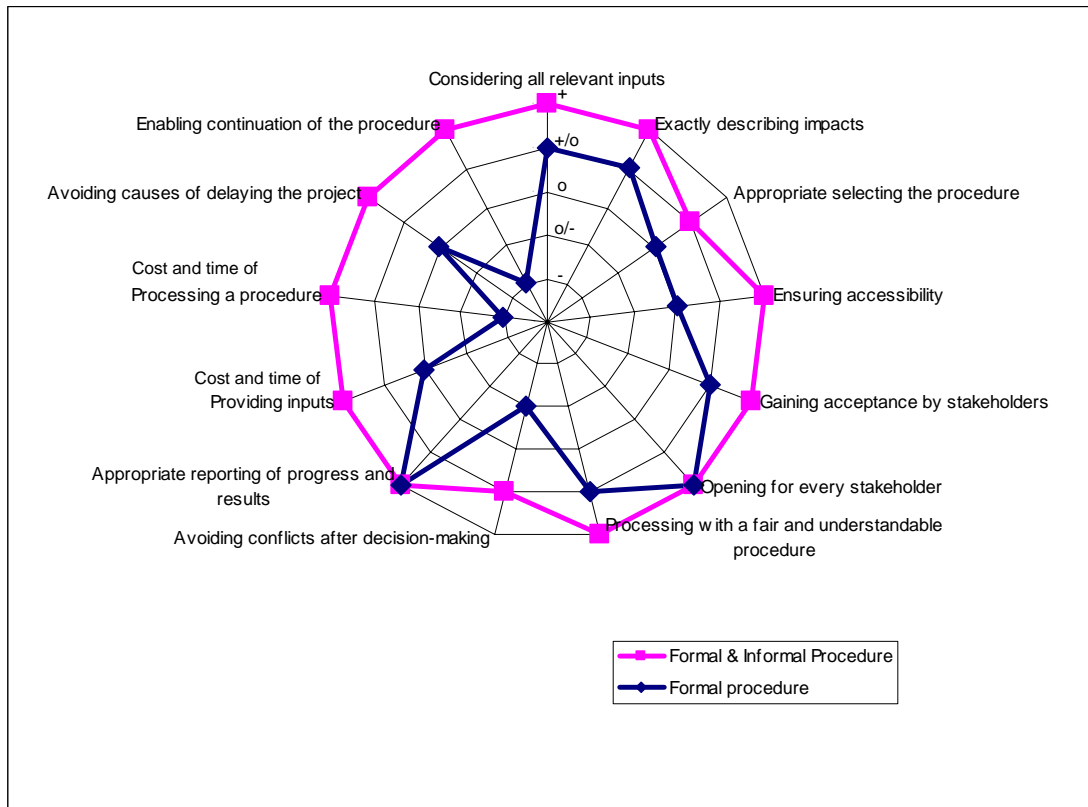 Considering all relevant inputs
+
Enabling continuation of the procedure
Exactly describing impacts
+/o
Avoiding causes of delaying the project
o
Appropriate selecting the procedure
o/-
Cost and time of
Processing a procedure
-
Ensuring accessibility
Cost and time of
Providing inputs
Gaining acceptance by stakeholders
Appropriate reporting of progress and
results
Opening for every stakeholder
Avoiding conflicts after decision-making
Processing with a fair and understandable
procedure
Formal & Informal Procedure
Formal procedure